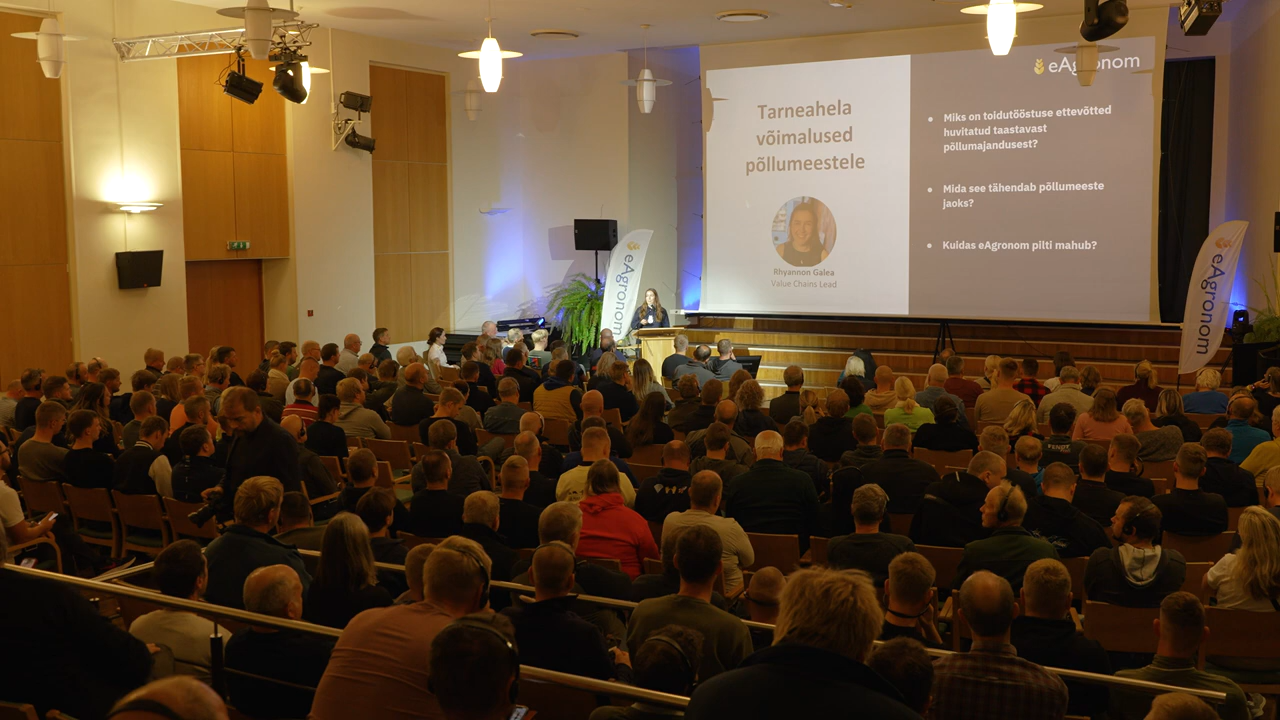 eAgronom
Tarneahela
võimalused
põllumeestele
Rhyannon Galea
Value Chains Lead
Miks on toidutööstuse ettevõtted
huvitatud taastavast
põllumajandusest?
Mida see tähendab põllumeeste
jaoks?
Kuidas eAgronom pilti mahub?
eAgronom
eAgronom